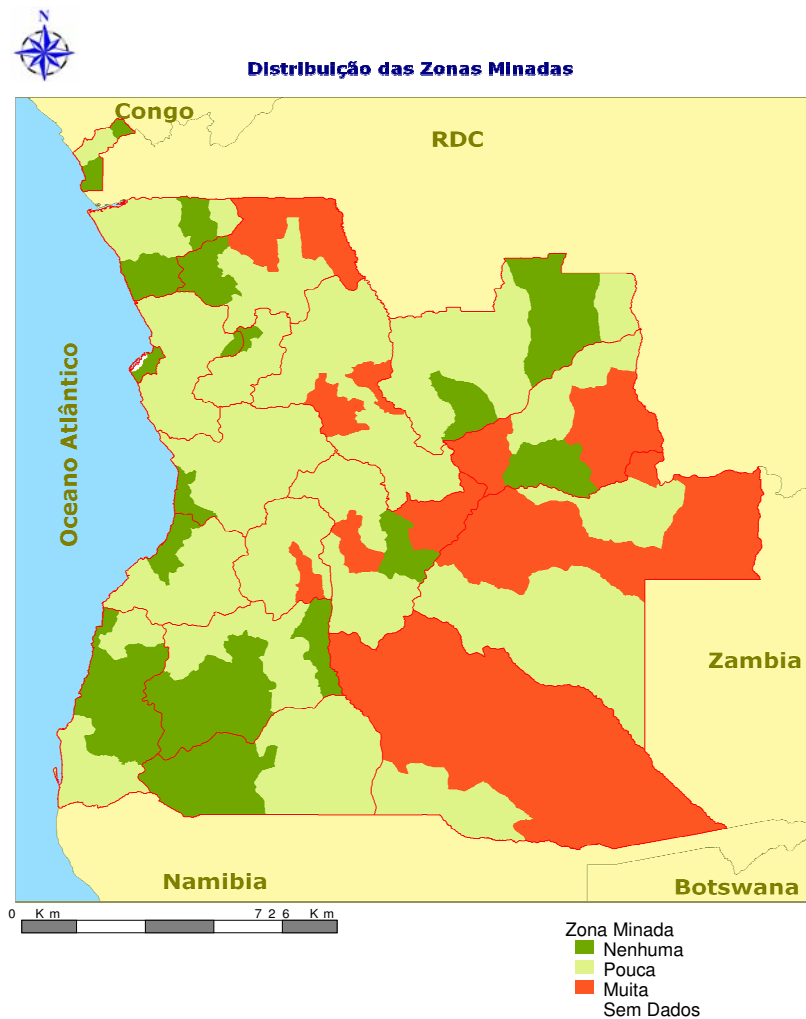 N
Distribuição das Zonas Minadas
Congo
RDC
Oceano Atlântico
Zambia
Namibia
Botswana
0 Km 726 Km
Zona Minada
Nenhuma
Pouca
Muita
Sem Dados